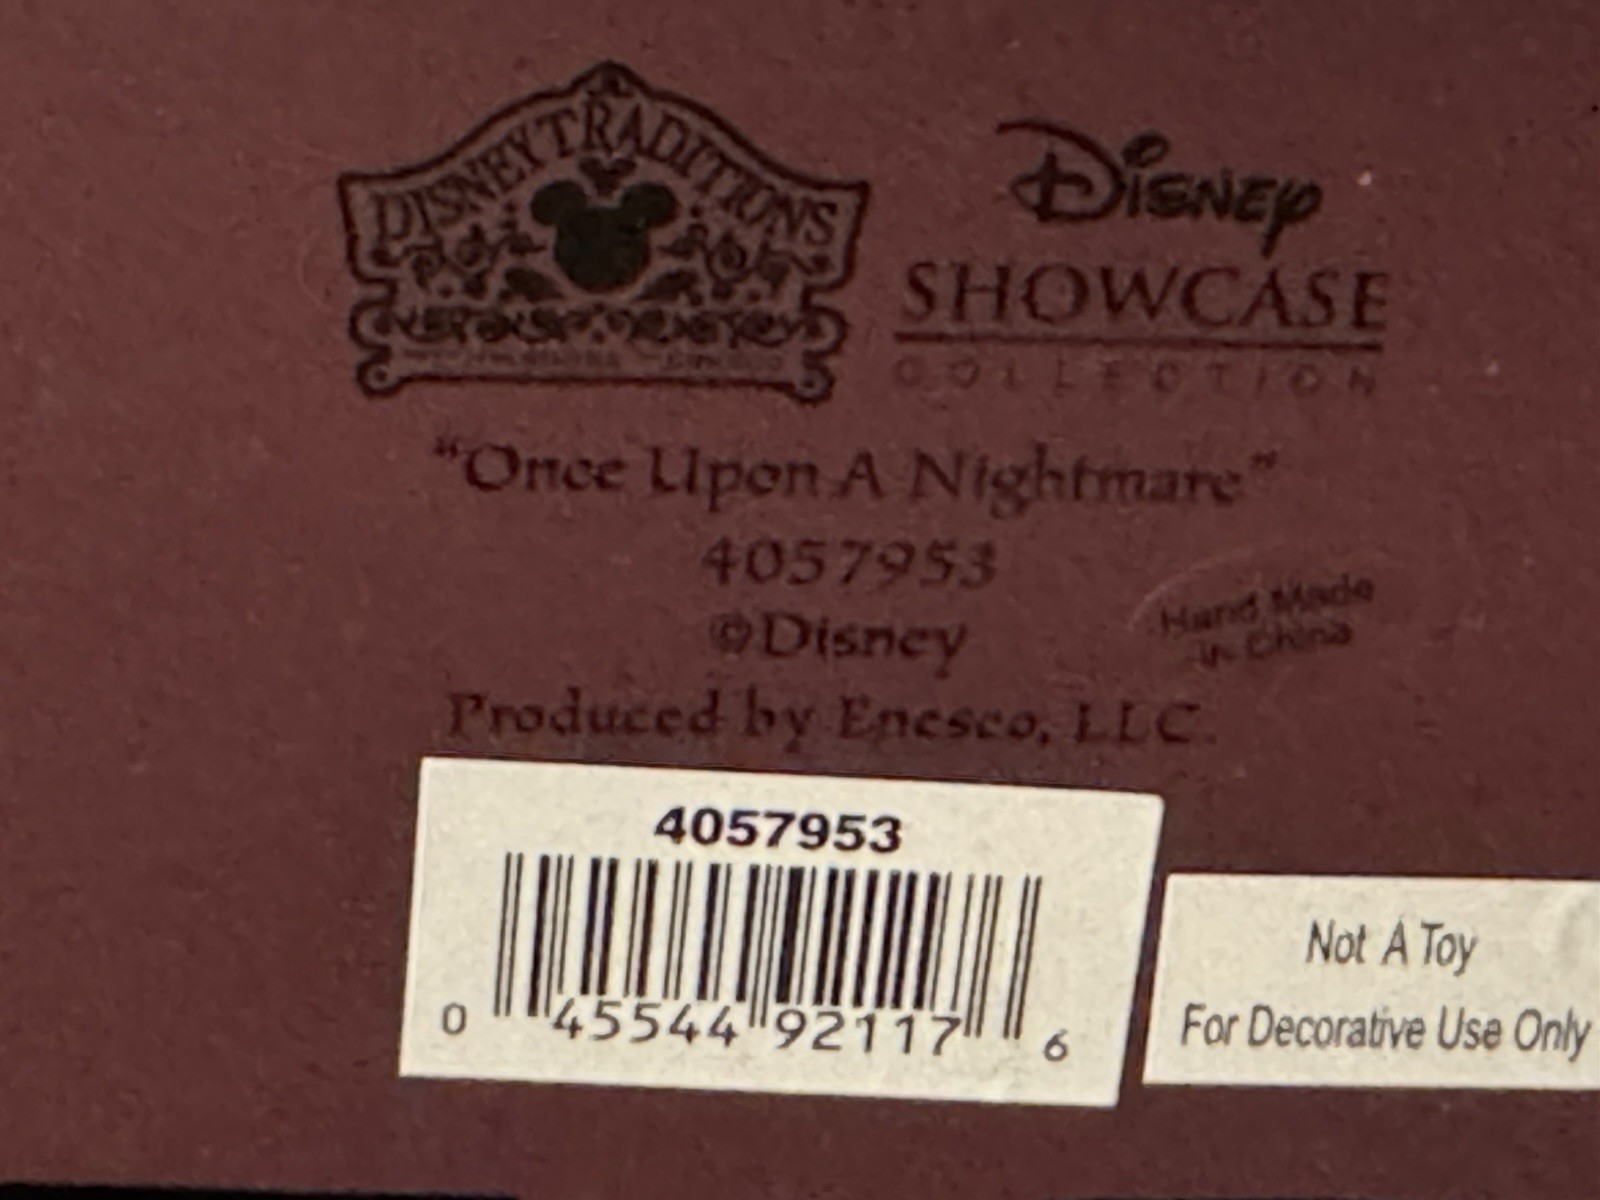 DISNEY TRADITIONS
DISNEY
SHOWCASE
COLLECTION
"Once Upon A Nightmare"
4057953
©Disney
Hand Made
in China
Produced by Enesco, LLC.
4057953
0 45544 92117 6
Not A Toy
For Decorative Use Only